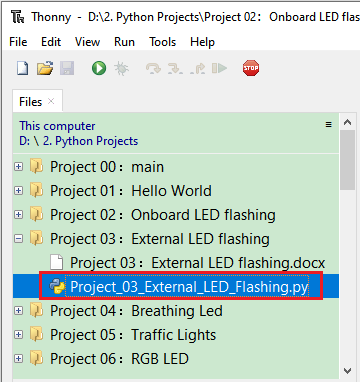 Thonny - D:\2. Python Projects\Project 02：Onboard LED flas
File Edit View Run Tools Help
STOP
Files ×
This computer
D: \ 2. Python Projects
Project 00：main
Project 01：Hello World
Project 02：Onboard LED flashing
Project 03：External LED flashing
Project 03：External LED flashing.docx
Project_03_External_LED_Flashing.py
Project 04：Breathing Led
Project 05：Traffic Lights
Project 06：RGB LED